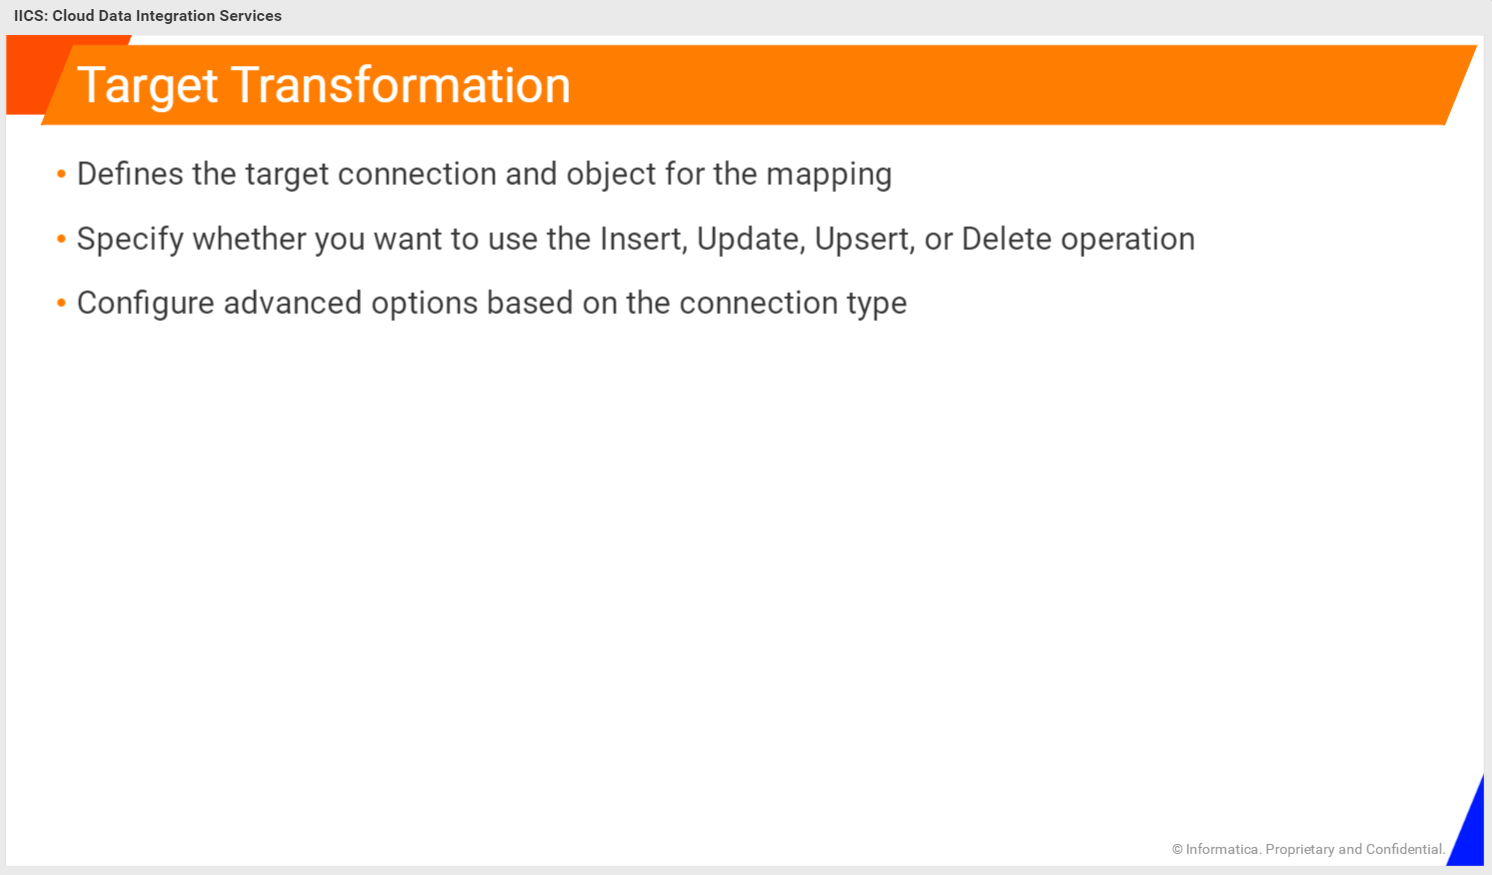 IICS: Cloud Data Integration Services
Target Transformation
• Defines the target connection and object for the mapping
• Specify whether you want to use the Insert, Update, Upsert, or Delete operation
• Configure advanced options based on the connection type
© Informatica. Proprietary and Confidential.